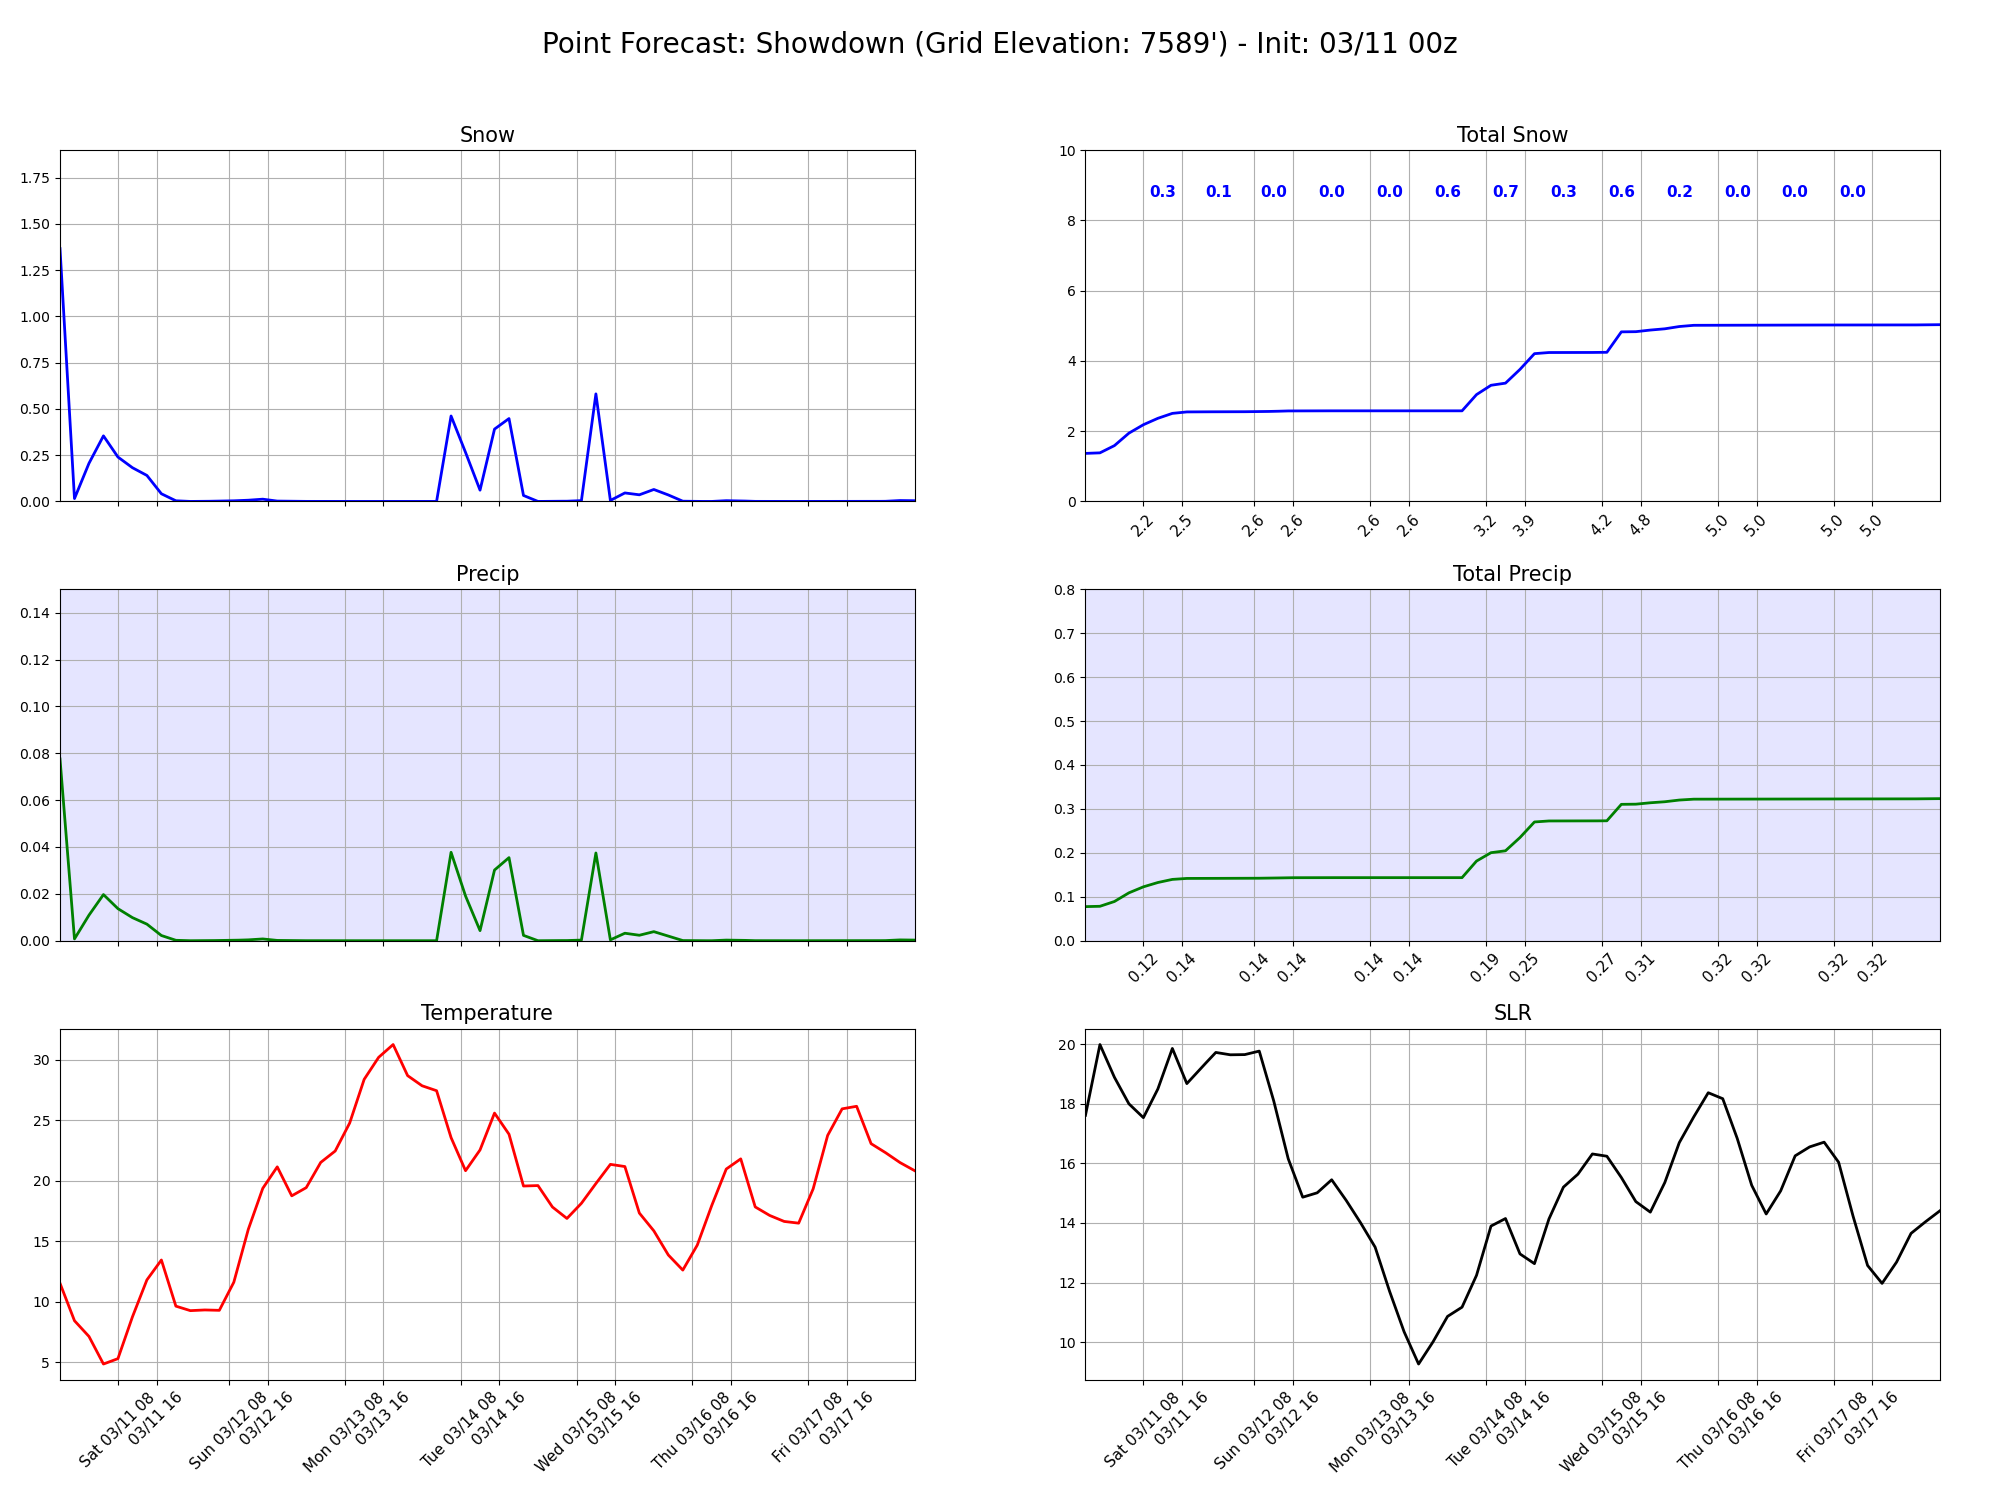 Point Forecast: Showdown (Grid Elevation: 7589') - Init: 03/11 00z
Snow
1.75
1.50
1.25
1.00
0.75
0.50
0.25
0.00
Total Snow
10
8
6
4
2
0
0.3 0.1 0.0 0.0 0.0 0.6 0.7 0.3 0.6 0.2 0.0 0.0 0.0
2.2 2.5 2.6 2.6 2.6 2.6 3.2 3.9 4.2 4.8 5.0 5.0 5.0 5.0
Precip
0.14
0.12
0.10
0.08
0.06
0.04
0.02
0.00
Total Precip
0.8
0.7
0.6
0.5
0.4
0.3
0.2
0.1
0.0
0.12 0.14 0.14 0.14 0.14 0.14 0.19 0.25 0.27 0.31 0.32 0.32 0.32 0.32
Temperature
30
25
20
15
10
5
Sat 03/11 08
03/11 16
Sun 03/12 08
03/12 16
Mon 03/13 08
03/13 16
Tue 03/14 08
03/14 16
Wed 03/15 08
03/15 16
Thu 03/16 08
03/16 16
Fri 03/17 08
03/17 16
SLR
20
18
16
14
12
10
Sat 03/11 08
03/11 16
Sun 03/12 08
03/12 16
Mon 03/13 08
03/13 16
Tue 03/14 08
03/14 16
Wed 03/15 08
03/15 16
Thu 03/16 08
03/16 16
Fri 03/17 08
03/17 16